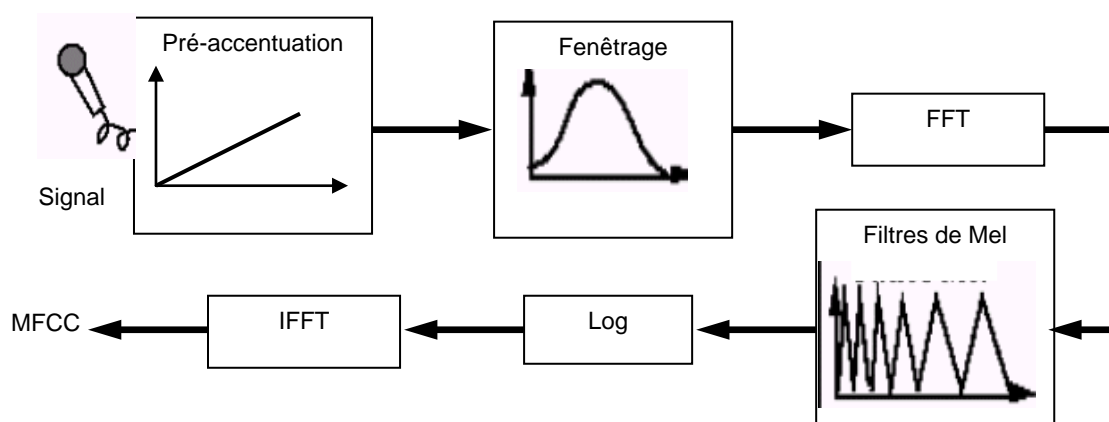 Pré-accentuation
Fenêtrage
FFT
Signal
Filtres de Mel
Log
IFFT
MFCC